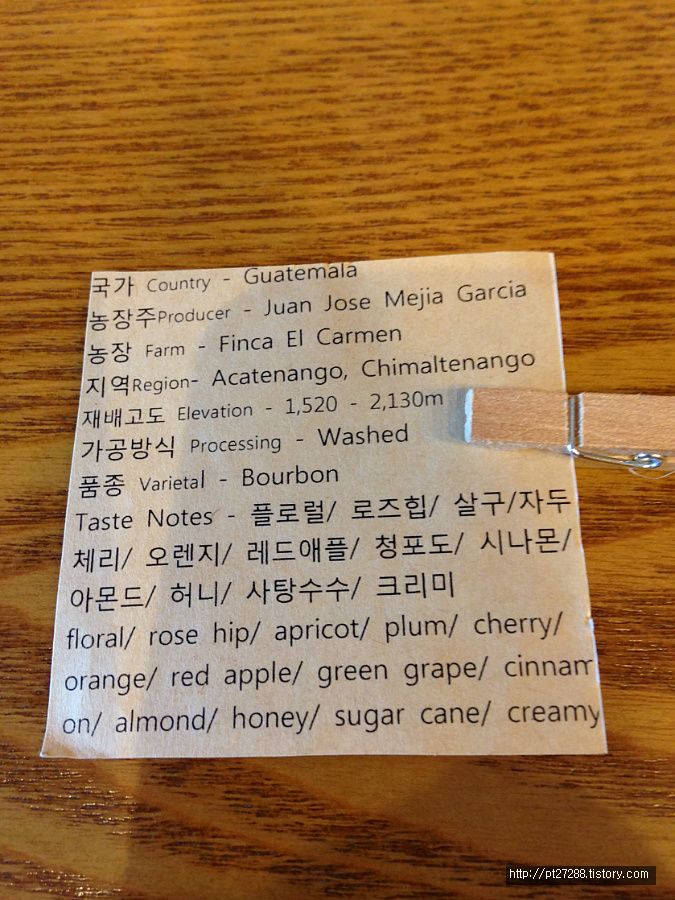 국가 Country - Guatemala
농장주Producer - Juan Jose Mejia Garcia
농장 Farm - Finca El Carmen
지역Region- Acatenango, Chimaltenango
재배고도 Elevation - 1,520 - 2,130m
가공방식 Processing - Washed
품종 Varietal - Bourbon
Taste Notes - 플로럴/ 로즈힙/ 살구/자두
체리/ 오렌지/ 레드애플/ 청포도/ 시나몬/
아몬드/ 허니/ 사탕수수/ 크리미
floral/ rose hip/ apricot/ plum/ cherry/
orange/ red apple/ green grape/ cinnam
on/ almond/ honey/ sugar cane/ creamy
http://pt27288.tistory.com